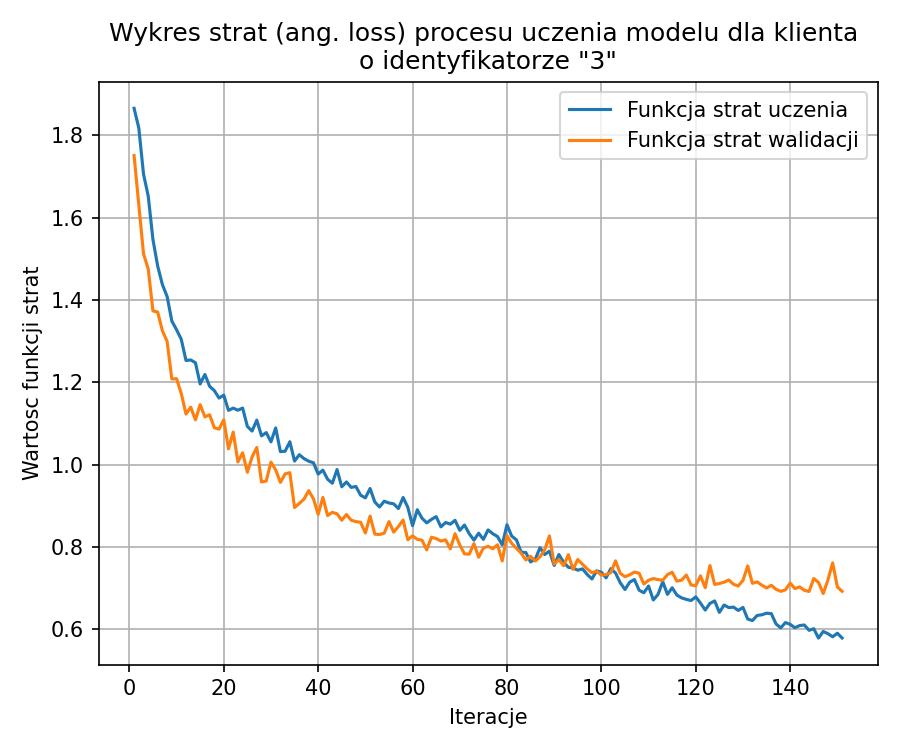 Wykres strat (ang. loss) procesu uczenia modelu dla klienta
o identyfikatorze "3"
Funkcja strat uczenia
Funkcja strat walidacji
Wartosc funkcji strat
1.8
1.6
1.4
1.2
1.0
0.8
0.6
0 20 40 60 80 100 120 140
Iteracje